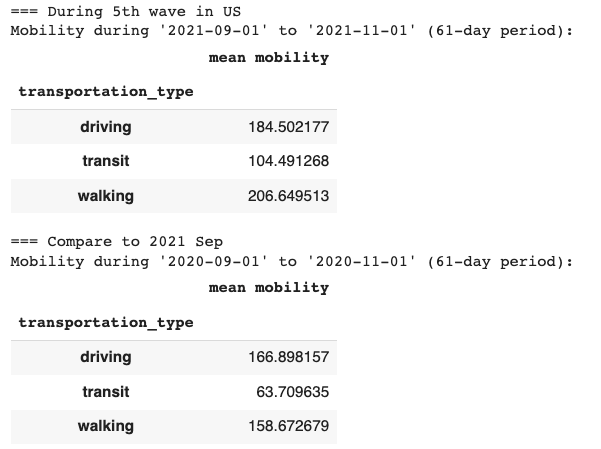 === During 5th wave in US
Mobility during '2021-09-01' to '2021-11-01' (61-day period):
mean mobility
transportation_type
driving 184.502177
transit 104.491268
walking 206.649513
=== Compare to 2021 Sep
Mobility during '2020-09-01' to '2020-11-01' (61-day period):
mean mobility
transportation_type
driving 166.898157
transit 63.709635
walking 158.672679